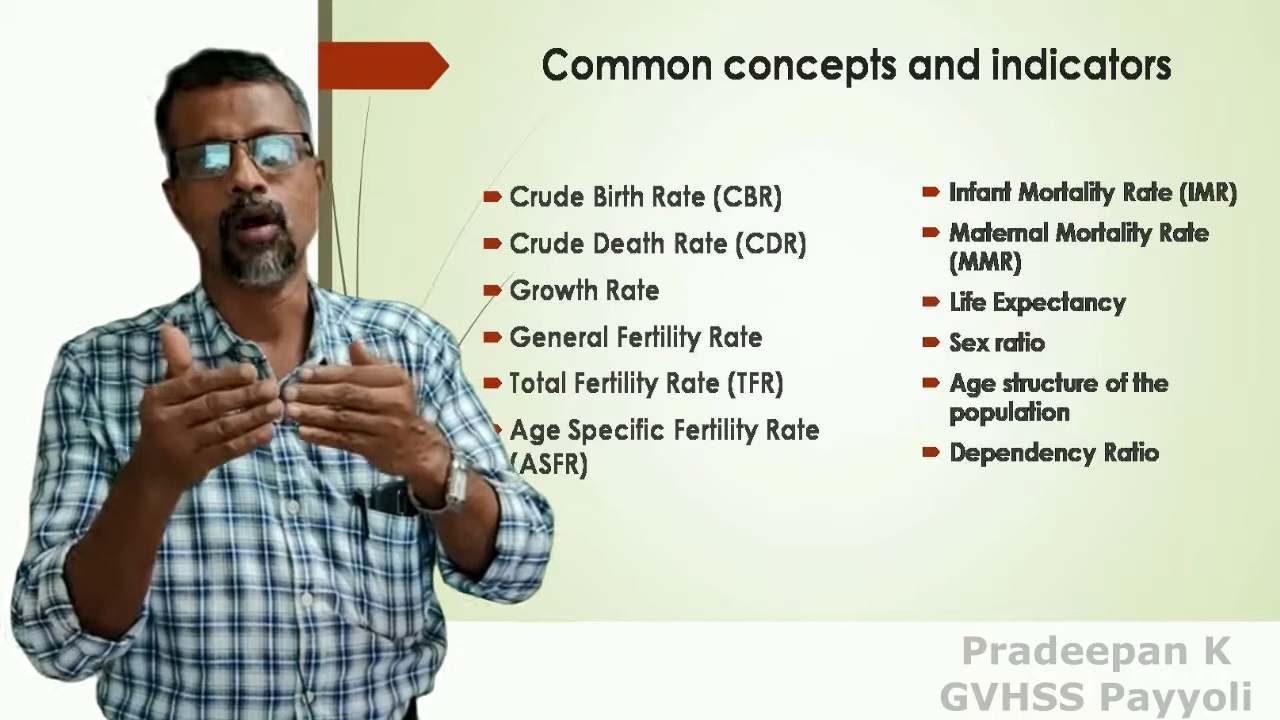 Common concepts and indicators
Crude Birth Rate (CBR)
Crude Death Rate (CDR)
Growth Rate
General Fertility Rate
Total Fertility Rate (TFR)
Age Specific Fertility Rate
(ASFR)
Infant Mortality Rate (IMR)
Maternal Mortality Rate
(MMR)
Life Expectancy
Sex ratio
Age structure of the
population
Dependency Ratio
Pradeepan K
GVHSS Payyoli